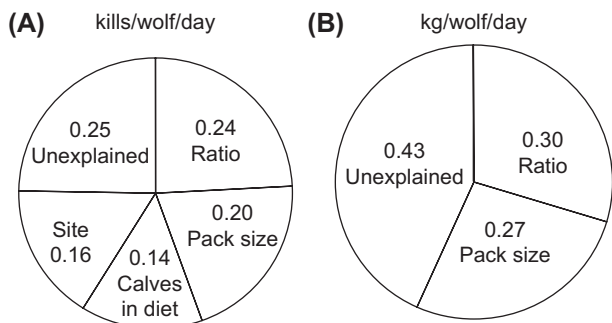 (A) kills/wolf/day
0.25
Unexplained
0.24
Ratio
0.20
Pack size
0.14
Calves
in diet
Site
0.16
(B) kg/wolf/day
0.43
Unexplained
0.30
Ratio
0.27
Pack size